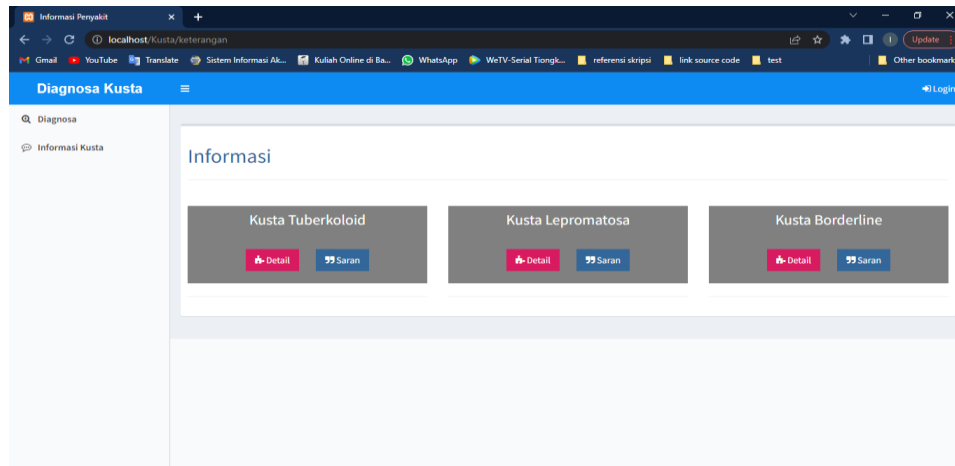 Informasi Penyakit
localhost/Kusta/keterangan
Update
Gmail YouTube Translate Sistem Informasi Ak... Kuliah Online di Ba... WhatsApp WeTV-Serial Tiongk... referensi skripsi link source code test Other bookmark
Diagnosa Kusta Login
Diagnosa
Informasi Kusta
Informasi
Kusta Tuberkoloid Kusta Lepromatosa Kusta Borderline
Detail Saran Detail Saran Detail Saran